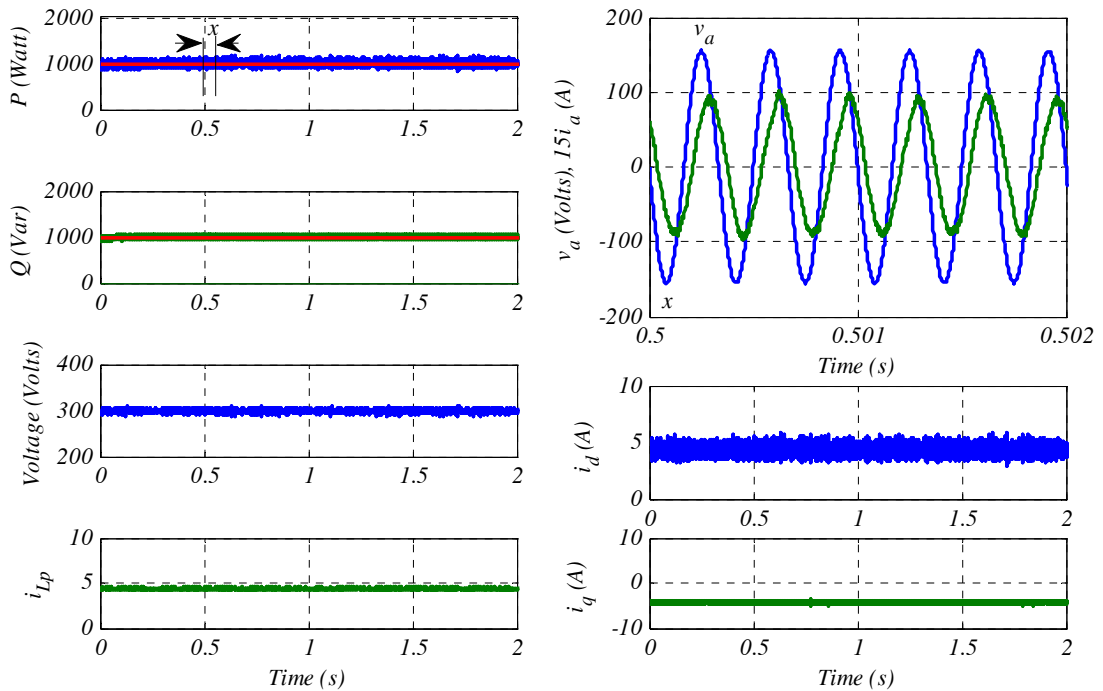 2000
1000
0
P (Watt)
x
0 0.5 1 1.5 2
2000
1000
0
Q (Var)
0 0.5 1 1.5 2
400
300
200
Voltage (Volts)
0 0.5 1 1.5 2
10
5
0
i_Lp
0 0.5 1 1.5 2
Time (s)
200
100
0
-100
-200
v_a (Volts), 15i_a (A)
v_a
x
0.5 0.501 0.502
Time (s)
10
5
0
i_d (A)
0 0.5 1 1.5 2
10
0
-10
i_q (A)
0 0.5 1 1.5 2
Time (s)